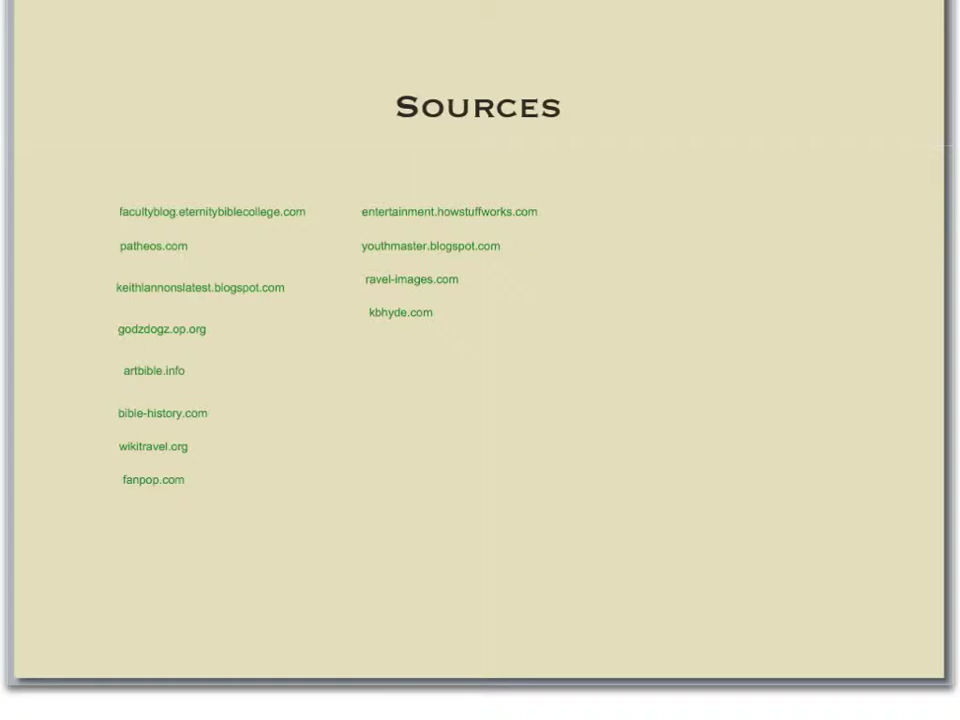 Sources
facultyblog.eternitybiblecollege.com
patheos.com
keithlannonslatest.blogspot.com
godzdogz.op.org
artbible.info
bible-history.com
wikitravel.org
fanpop.com
entertainment.howstuffworks.com
youthmaster.blogspot.com
ravel-images.com
kbhyde.com